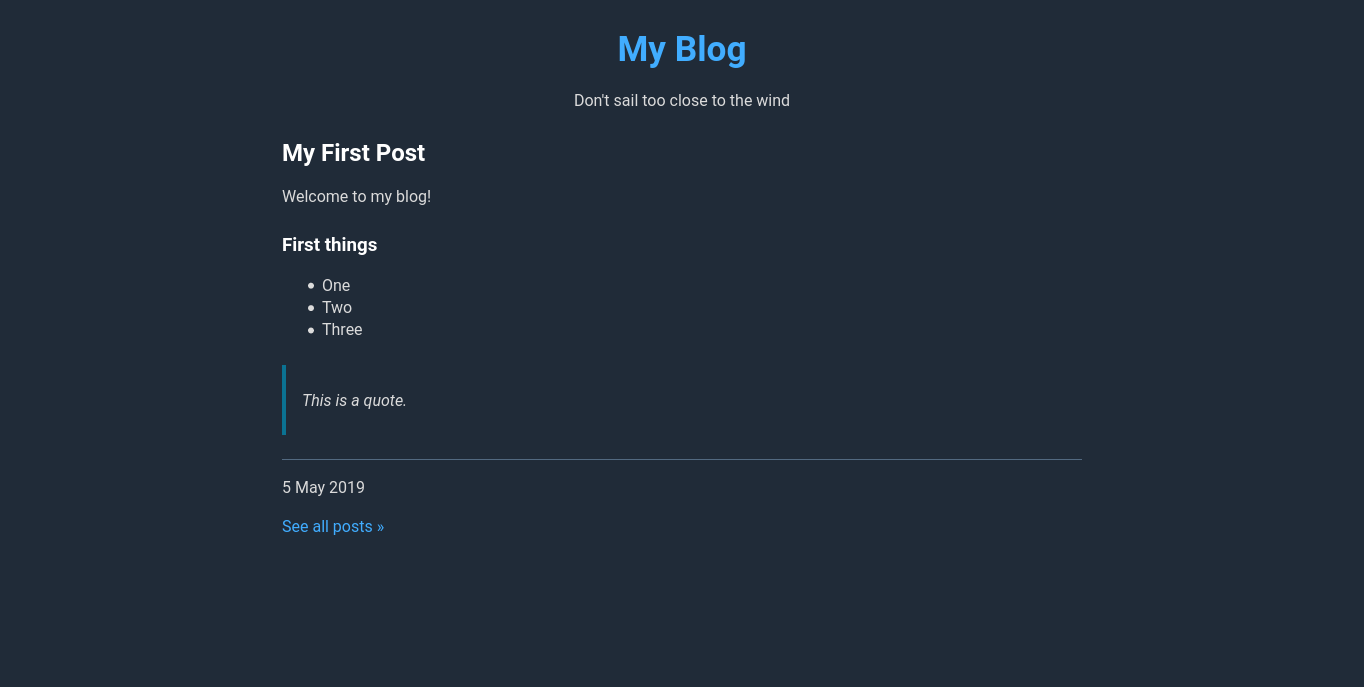 My Blog
Don't sail too close to the wind
My First Post
Welcome to my blog!
First things
One
Two
Three
This is a quote.
5 May 2019
See all posts »